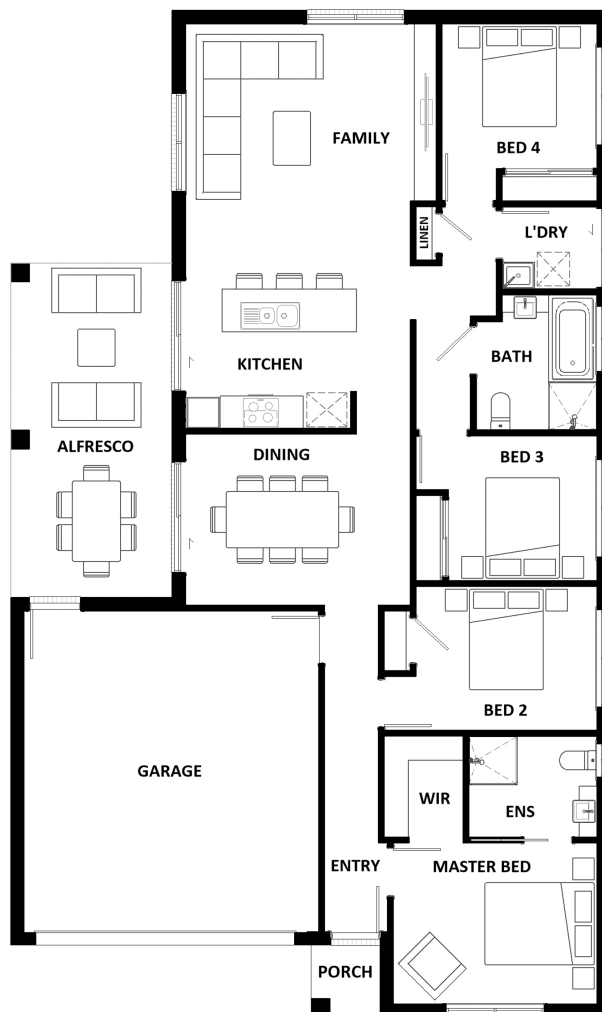 FAMILY
BED 4
LINEN
L'DRY
BATH
KITCHEN
ALFRESCO
DINING
BED 3
BED 2
GARAGE
WIR
ENS
ENTRY
MASTER BED
PORCH